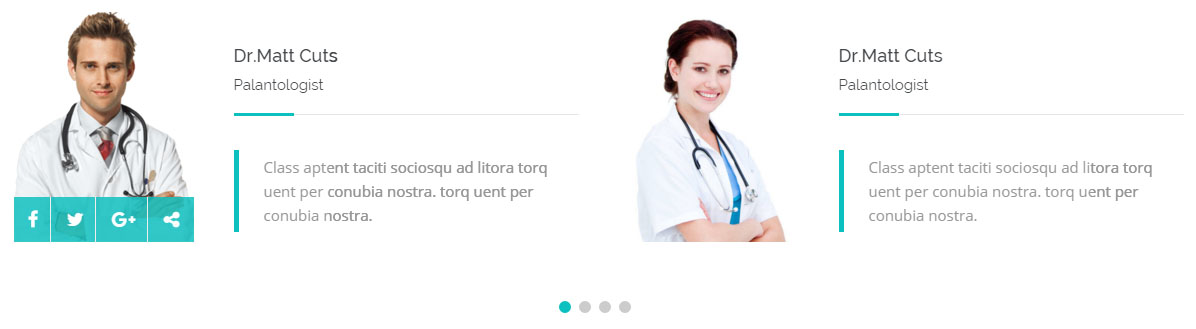 Dr.Matt Cuts
Palantologist
Class aptent taciti sociosqu ad litora torq
uent per conubia nostra. torq uent per
conubia nostra.
Dr.Matt Cuts
Palantologist
Class aptent taciti sociosqu ad litora torq
uent per conubia nostra. torq uent per
conubia nostra.